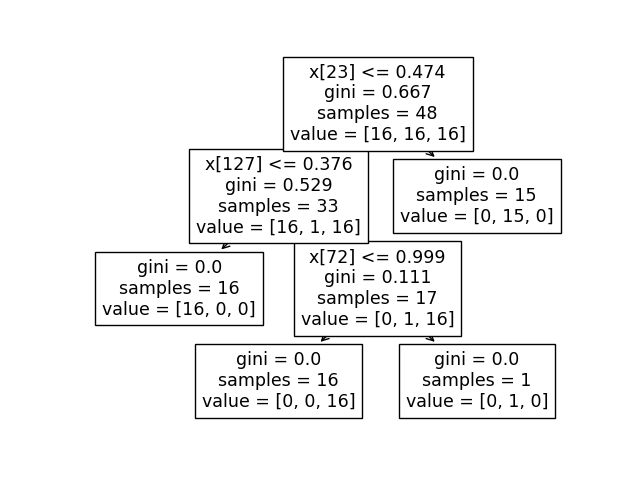 x[23] <= 0.474
gini = 0.667
samples = 48
value = [16, 16, 16]
x[127] <= 0.376
gini = 0.529
samples = 33
value = [16, 1, 16]
gini = 0.0
samples = 15
value = [0, 15, 0]
gini = 0.0
samples = 16
value = [16, 0, 0]
x[72] <= 0.999
gini = 0.111
samples = 17
value = [0, 1, 16]
gini = 0.0
samples = 16
value = [0, 0, 16]
gini = 0.0
samples = 1
value = [0, 1, 0]